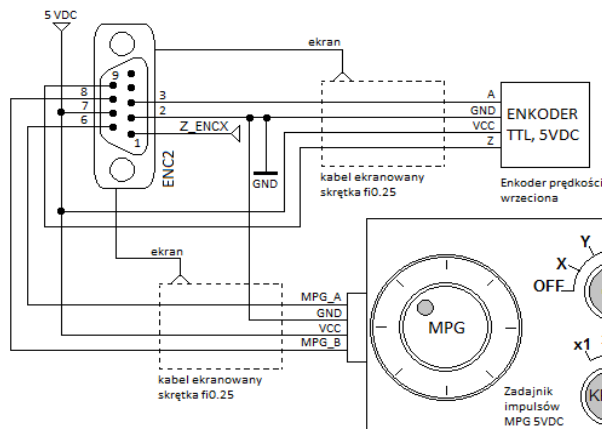 5 VDC
ekran
9
8
7
6
3
2
1
Z_ENCX
ENC2
GND
A
GND
VCC
Z
ENKODER
TTL, 5VDC
kabel ekranowany
skrętka fi0.25
Enkoder prędkości
wrzeciona
ekran
MPG_A
GND
VCC
MPG_B
kabel ekranowany
skrętka fi0.25
MPG
Y
X
OFF
x1
Zadajnik
impulsów
MPG 5VDC